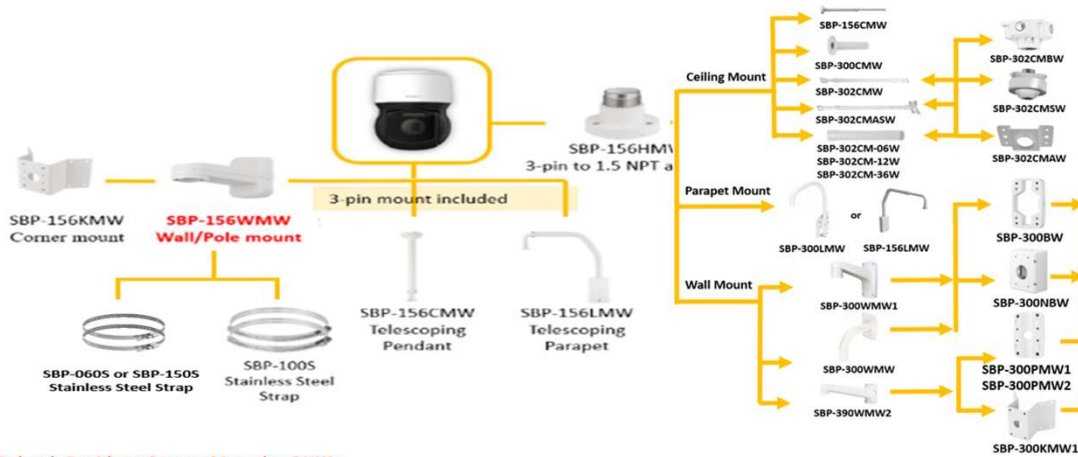 SBP-156CMW
SBP-300CMW
Ceiling Mount
SBP-302CMW
SBP-302CMASW
SBP-302CM-06W
SBP-302CM-12W
SBP-302CM-36W
SBP-302CMBW
SBP-302CMSW
SBP-302CMAW
SBP-156HM
3-pin to 1.5 NPT a
3-pin mount included
SBP-156KMW
Corner mount
SBP-156WMW
Wall/Pole mount
SBP-156CMW
Telescoping
Pendant
SBP-156LMW
Telescoping
Parapet
SBP-060S or SBP-150S
Stainless Steel Strap
SBP-100S
Stainless Steel
Strap
Parapet Mount
SBP-300LMW
or
SBP-156LMW
Wall Mount
SBP-300WMW1
SBP-300WMW
SBP-390WMW2
SBP-300BW
SBP-300NBW
SBP-300PMW1
SBP-300PMW2
SBP-300KMW1